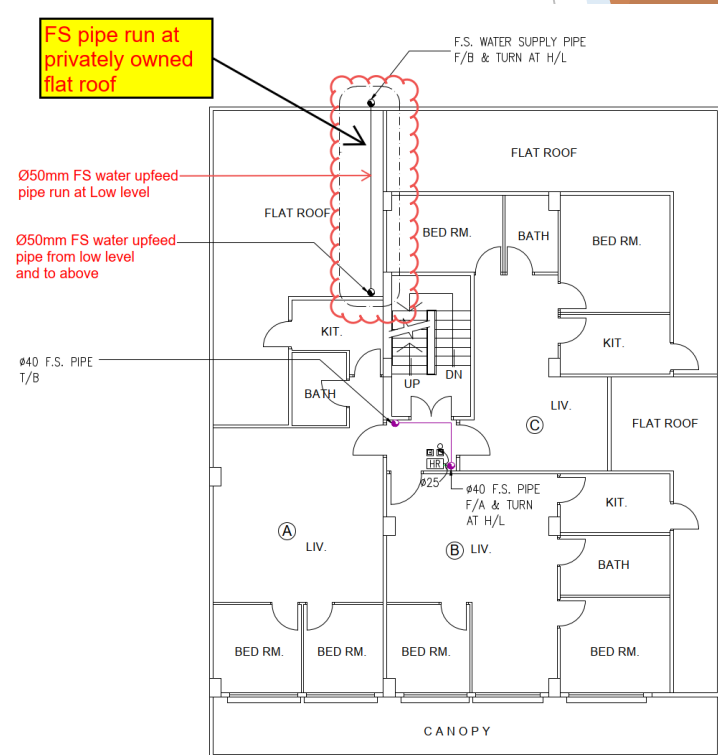 FS pipe run at
privately owned
flat roof
F.S. WATER SUPPLY PIPE
F/B & TURN AT H/L
FLAT ROOF
Ø50mm FS water upfeed
pipe run at Low level
FLAT ROOF
BED RM.
BATH
BED RM.
Ø50mm FS water upfeed
pipe from low level
and to above
KIT.
KIT.
ø40 F.S. PIPE
T/B
UP
DN
BATH
LIV.
FLAT ROOF
C
HR
ø25
ø40 F.S. PIPE
F/A & TURN
AT H/L
KIT.
A
LIV.
B
LIV.
BATH
BED RM.
BED RM.
BED RM.
BED RM.
CANOPY